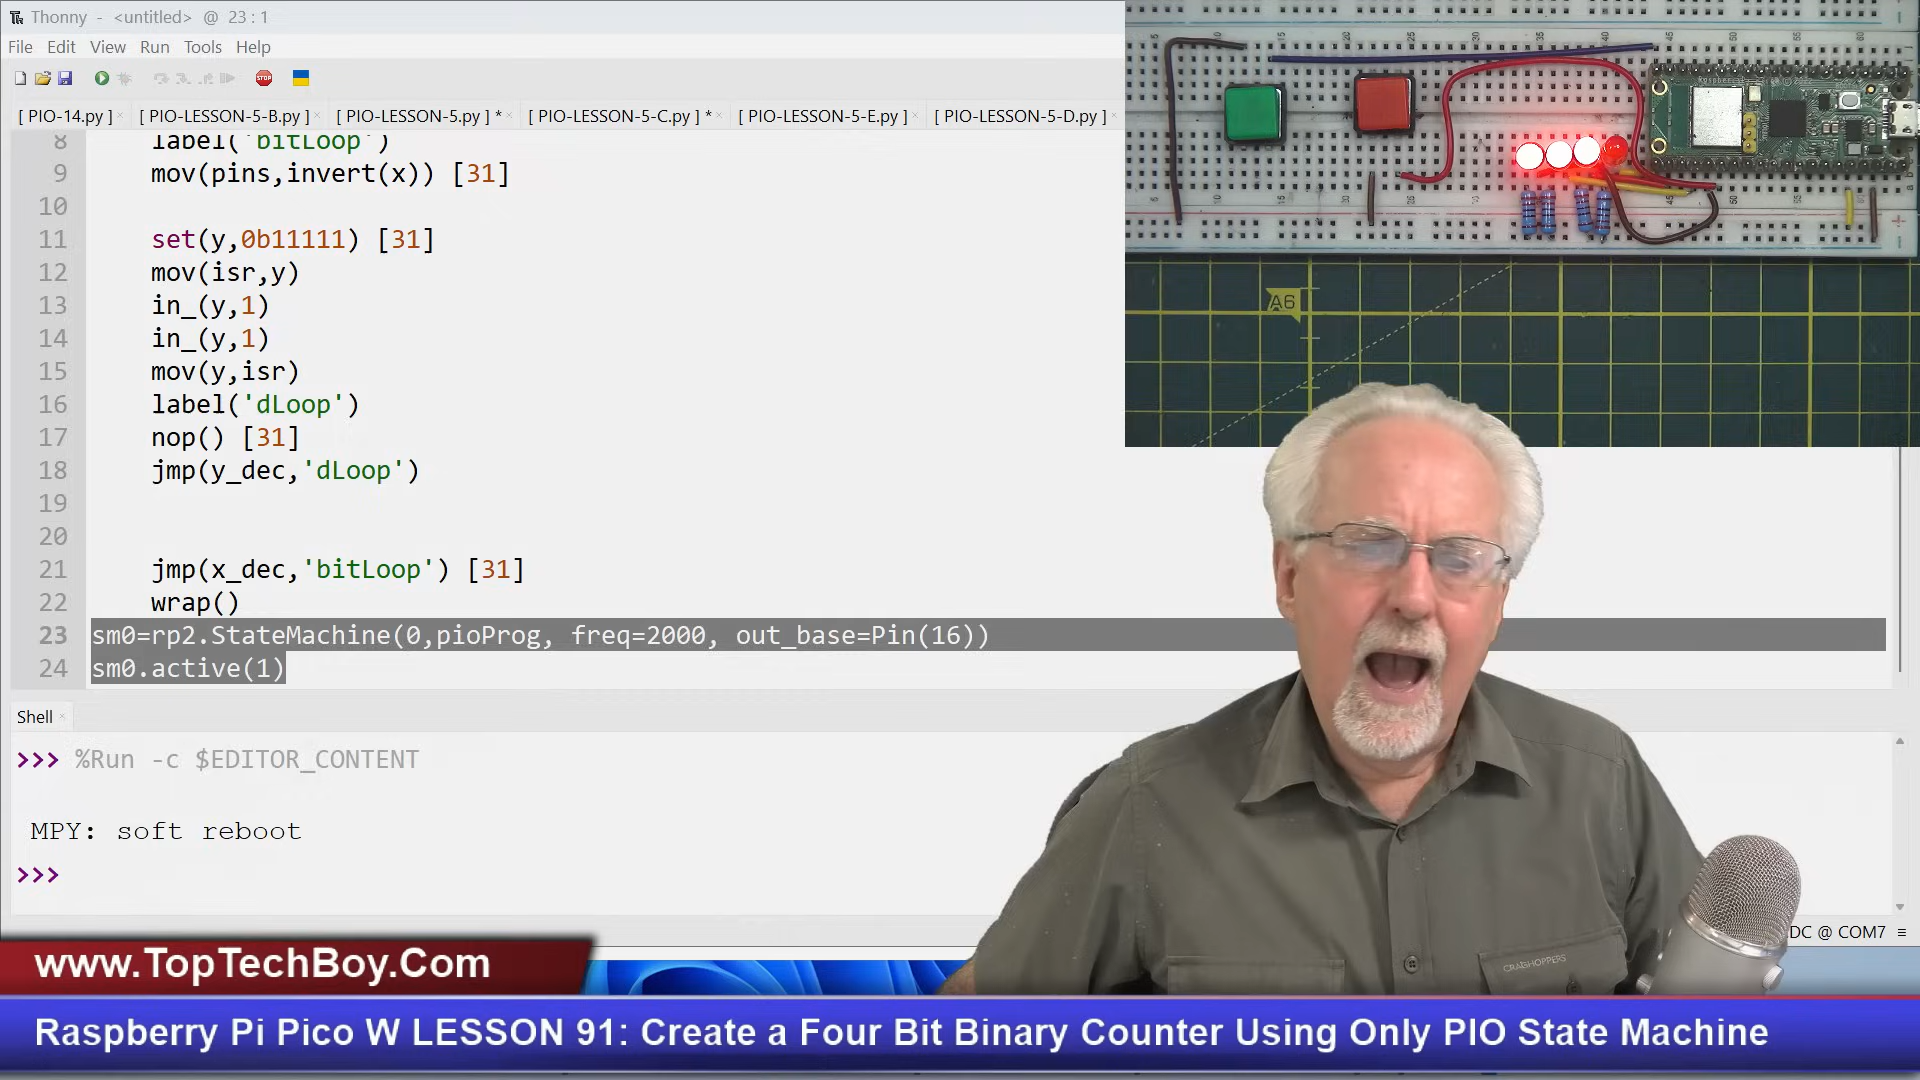 Thonny - <untitled> @ 23 : 1
File Edit View Run Tools Help
STOP
[ PIO-14.py ] [ PIO-LESSON-5-B.py ] [ PIO-LESSON-5.py ] * [ PIO-LESSON-5-C.py ] * [ PIO-LESSON-5-E.py ] [ PIO-LESSON-5-D.py ]
8 label('bitLoop')
9 mov(pins,invert(x)) [31]
10
11 set(y,0b11111) [31]
12 mov(isr,y)
13 in_(y,1)
14 in_(y,1)
15 mov(y,isr)
16 label('dLoop')
17 nop() [31]
18 jmp(y_dec,'dLoop')
19
20
21 jmp(x_dec,'bitLoop') [31]
22 wrap()
23 sm0=rp2.StateMachine(0,pioProg, freq=2000, out_base=Pin(16))
24 sm0.active(1)
Shell
>>> %Run -c $EDITOR_CONTENT
MPY: soft reboot
>>>
A6
DC @ COM7
www.TopTechBoy.Com
Raspberry Pi Pico W LESSON 91: Create a Four Bit Binary Counter Using Only PIO State Machine